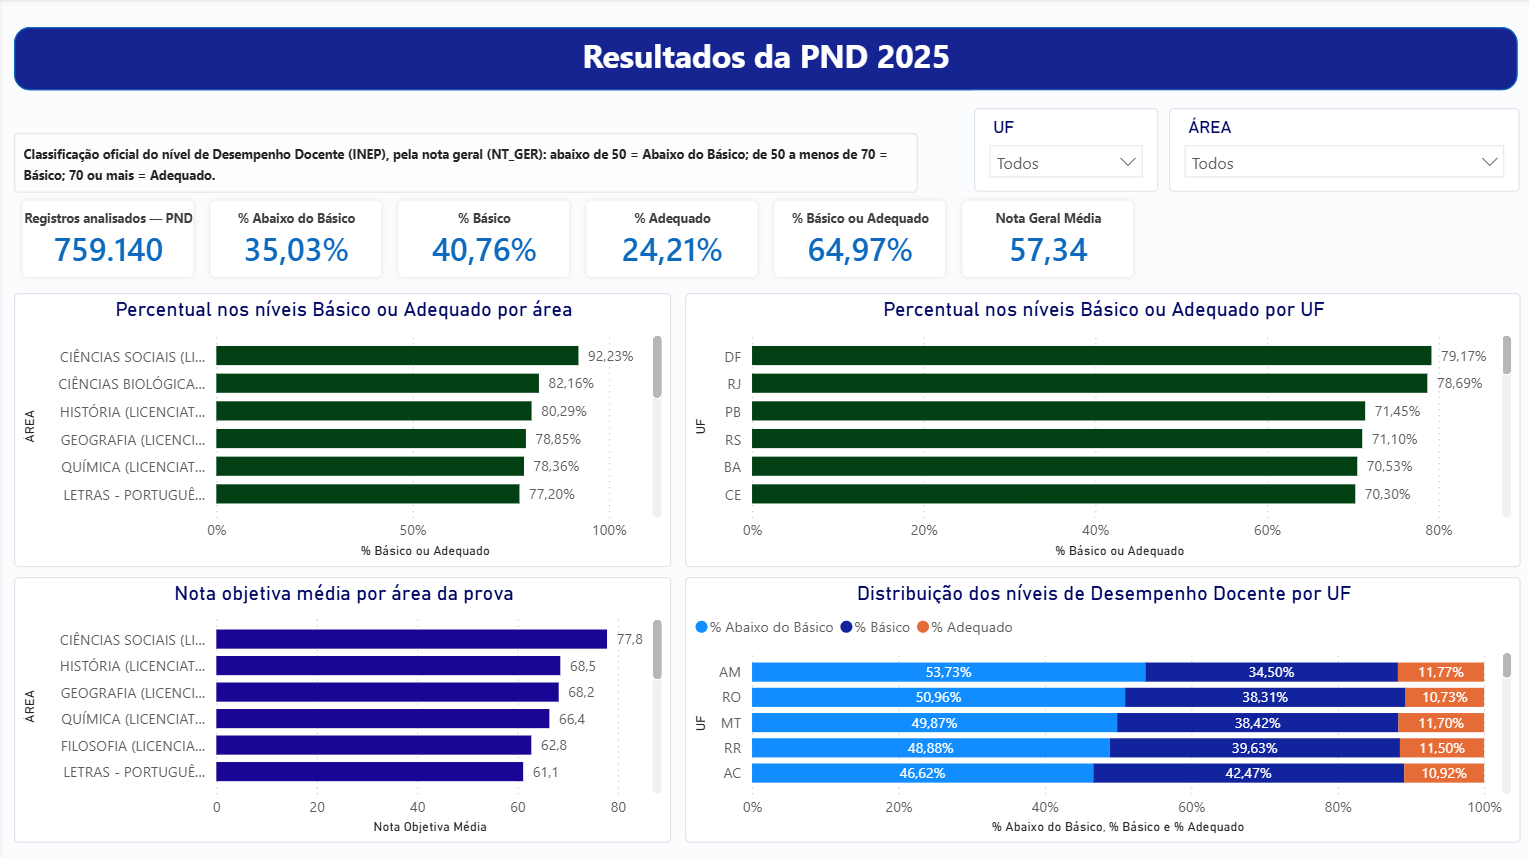 Resultados da PND 2025
UF
Todos
ÁREA
Todos
Classificação oficial do nível de Desempenho Docente (INEP), pela nota geral (NT_GER): abaixo de 50 = Abaixo do Básico; de 50 a menos de 70 =
Básico; 70 ou mais = Adequado.
Registros analisados — PND
759.140
% Abaixo do Básico
35,03%
% Básico
40,76%
% Adequado
24,21%
% Básico ou Adequado
64,97%
Nota Geral Média
57,34
Percentual nos níveis Básico ou Adequado por área
ÁREA
CIÊNCIAS SOCIAIS (LI... 92,23%
CIÊNCIAS BIOLÓGICA... 82,16%
HISTÓRIA (LICENCIAT... 80,29%
GEOGRAFIA (LICENCI... 78,85%
QUÍMICA (LICENCIAT... 78,36%
LETRAS - PORTUGUÊ... 77,20%
0% 50% 100%
% Básico ou Adequado
Percentual nos níveis Básico ou Adequado por UF
UF
DF 79,17%
RJ 78,69%
PB 71,45%
RS 71,10%
BA 70,53%
CE 70,30%
0% 20% 40% 60% 80%
% Básico ou Adequado
Nota objetiva média por área da prova
ÁREA
CIÊNCIAS SOCIAIS (LI... 77,8
HISTÓRIA (LICENCIAT... 68,5
GEOGRAFIA (LICENCI... 68,2
QUÍMICA (LICENCIAT... 66,4
FILOSOFIA (LICENCIA... 62,8
LETRAS - PORTUGUÊ... 61,1
0 20 40 60 80
Nota Objetiva Média
Distribuição dos níveis de Desempenho Docente por UF
% Abaixo do Básico % Básico % Adequado
UF
AM 53,73% 34,50% 11,77%
RO 50,96% 38,31% 10,73%
MT 49,87% 38,42% 11,70%
RR 48,88% 39,63% 11,50%
AC 46,62% 42,47% 10,92%
0% 20% 40% 60% 80% 100%
% Abaixo do Básico, % Básico e % Adequado